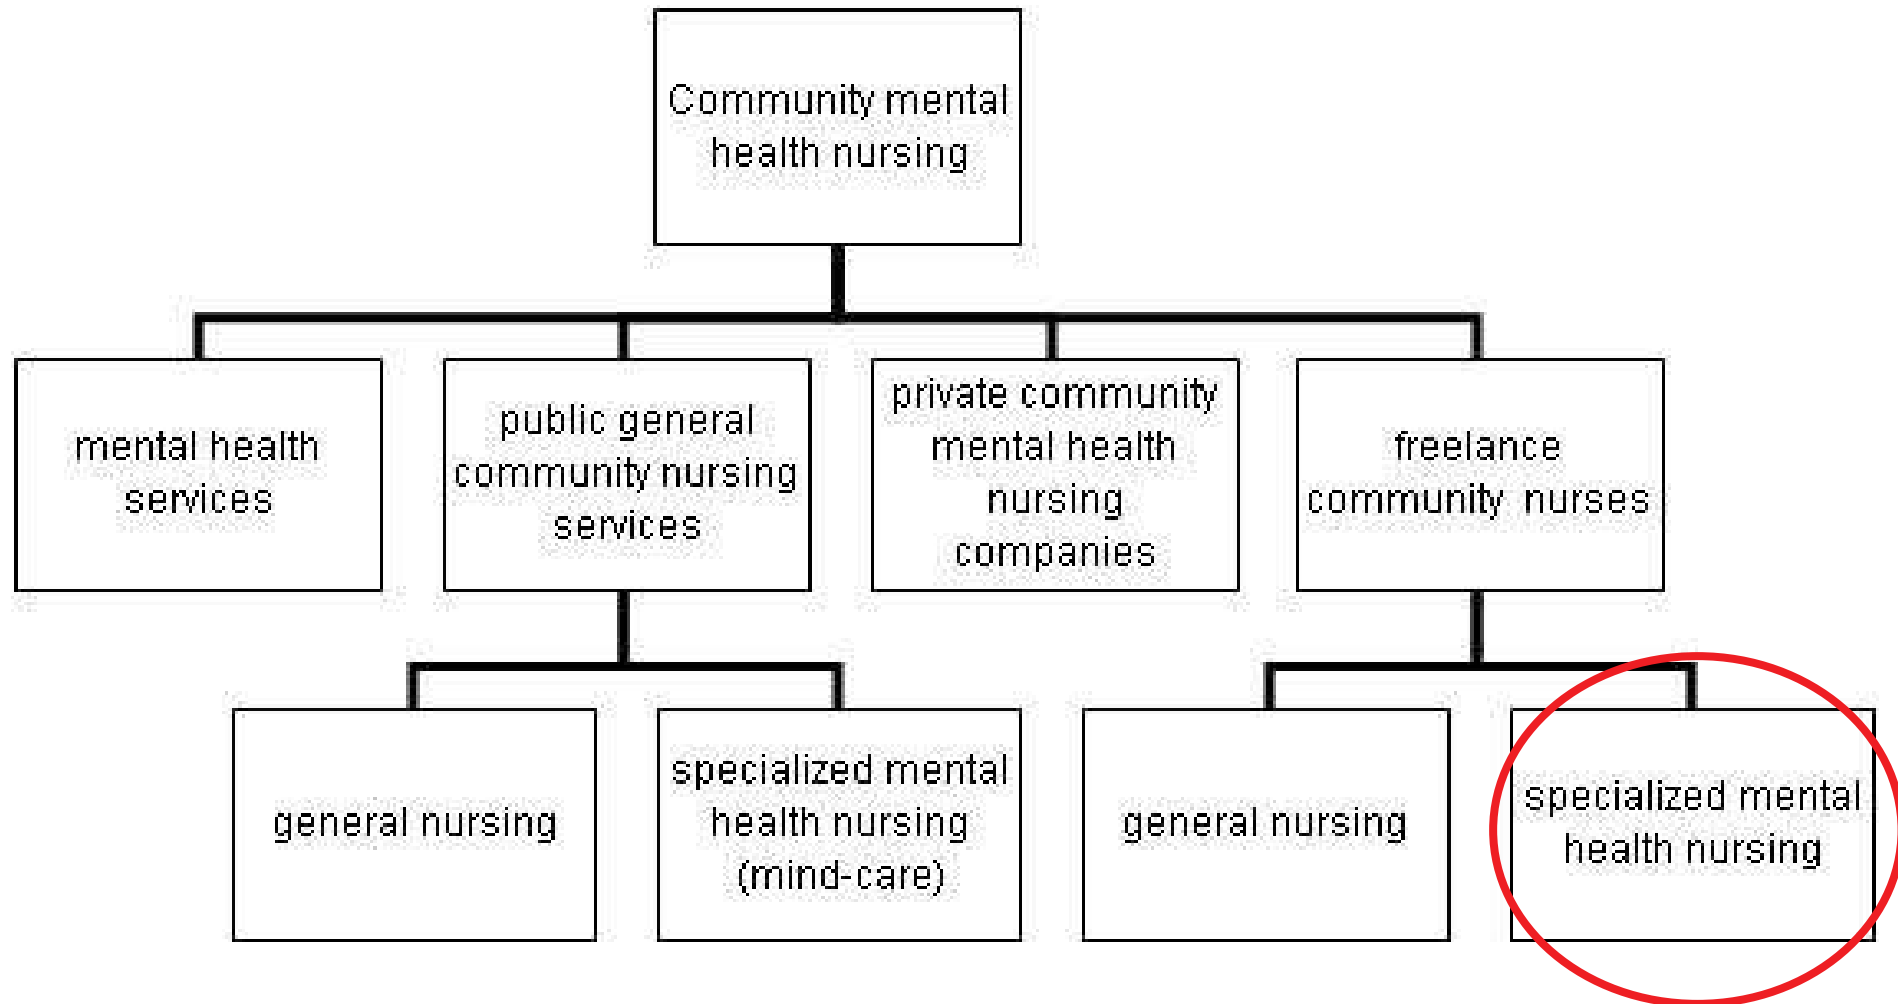 Community mental
health nursing
mental health
services
public general
community nursing
services
private community
mental health
nursing
companies
freelance
community nurses
general nursing
specialized mental
health nursing
(mind-care)
general nursing
specialized mental
health nursing